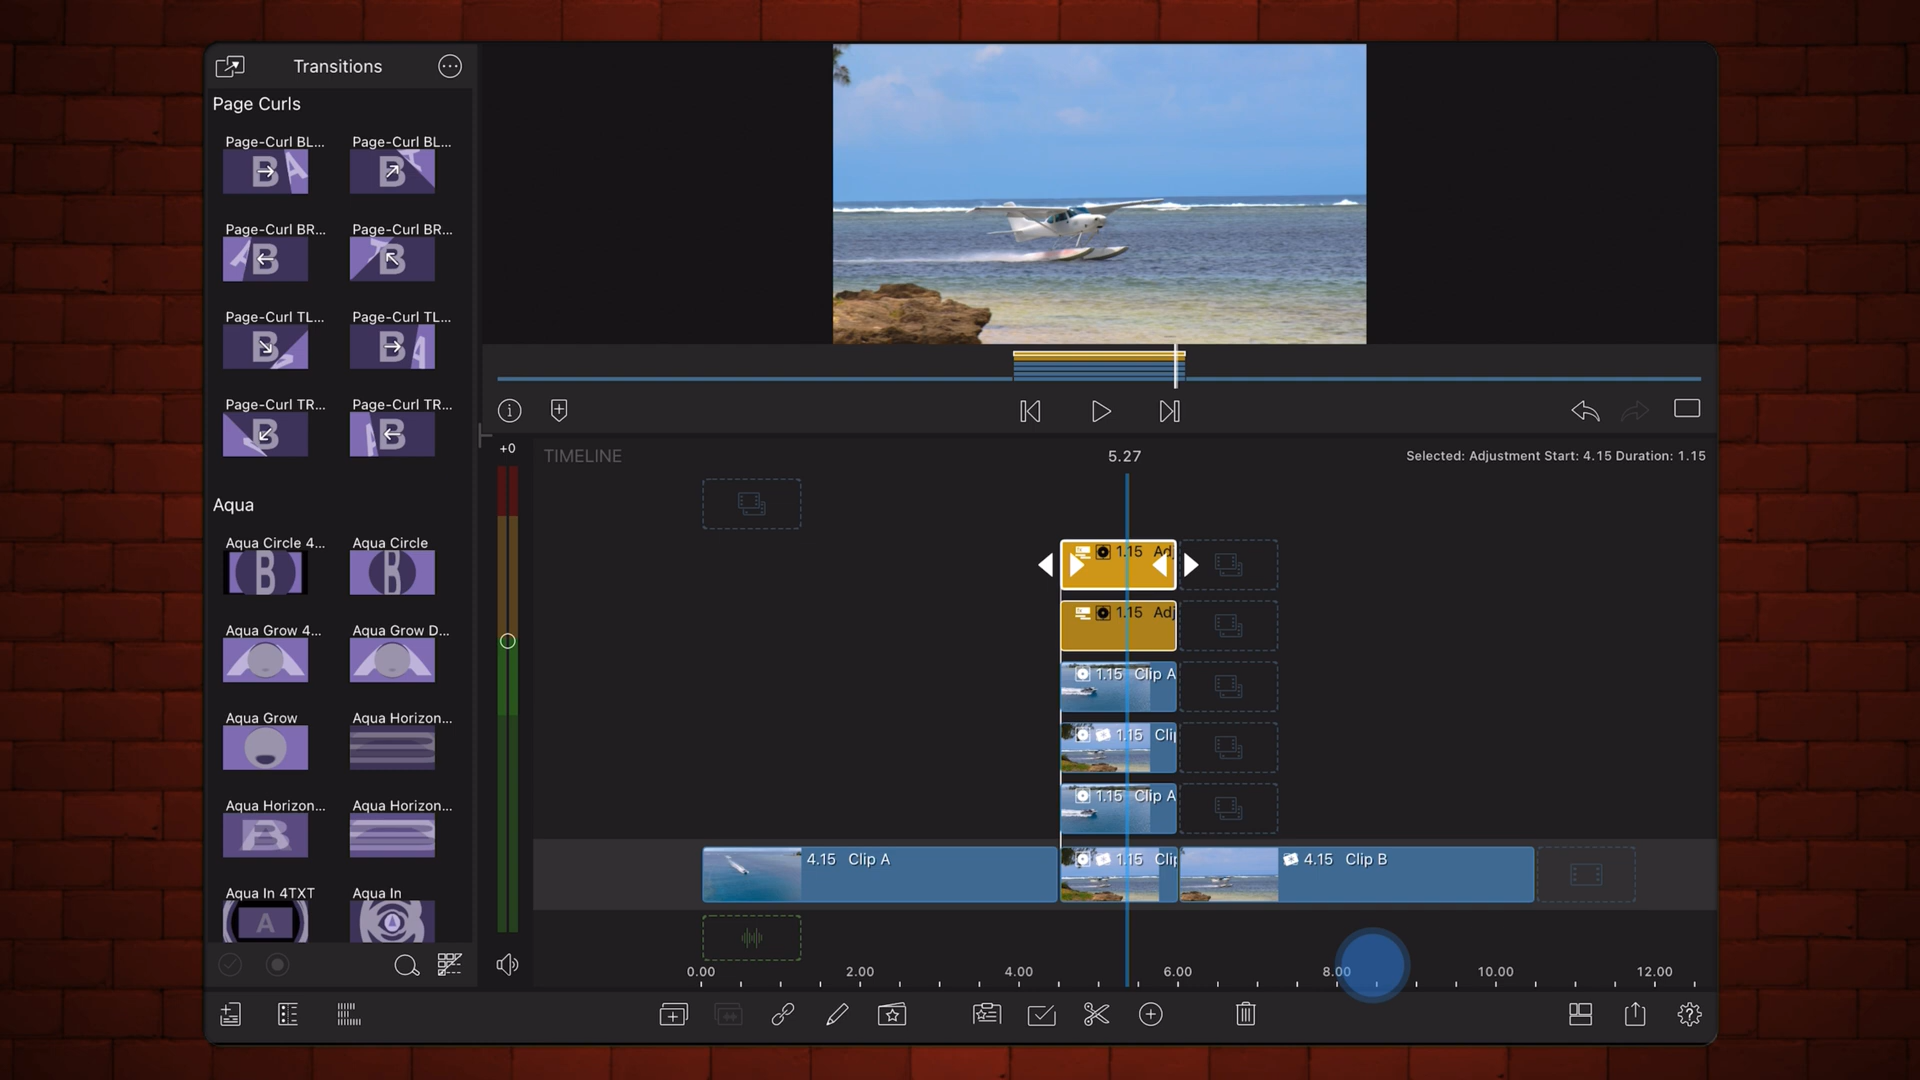 Transitions
Page Curls
Page-Curl BL...
Page-Curl BL...
Page-Curl BR...
Page-Curl BR...
Page-Curl TL...
Page-Curl TL...
Page-Curl TR...
Page-Curl TR...
Aqua
Aqua Circle 4...
Aqua Circle
Aqua Grow 4...
Aqua Grow D...
Aqua Grow
Aqua Horizon...
Aqua Horizon...
Aqua Horizon...
Aqua In 4TXT
Aqua In
+0
TIMELINE
5.27
Selected: Adjustment Start: 4.15 Duration: 1.15
1.15 Adj
1.15 Adj
1.15 Clip A
1.15 Cli
1.15 Clip A
4.15 Clip A
1.15 Cli
4.15 Clip B
0.00
2.00
4.00
6.00
8.00
10.00
12.00